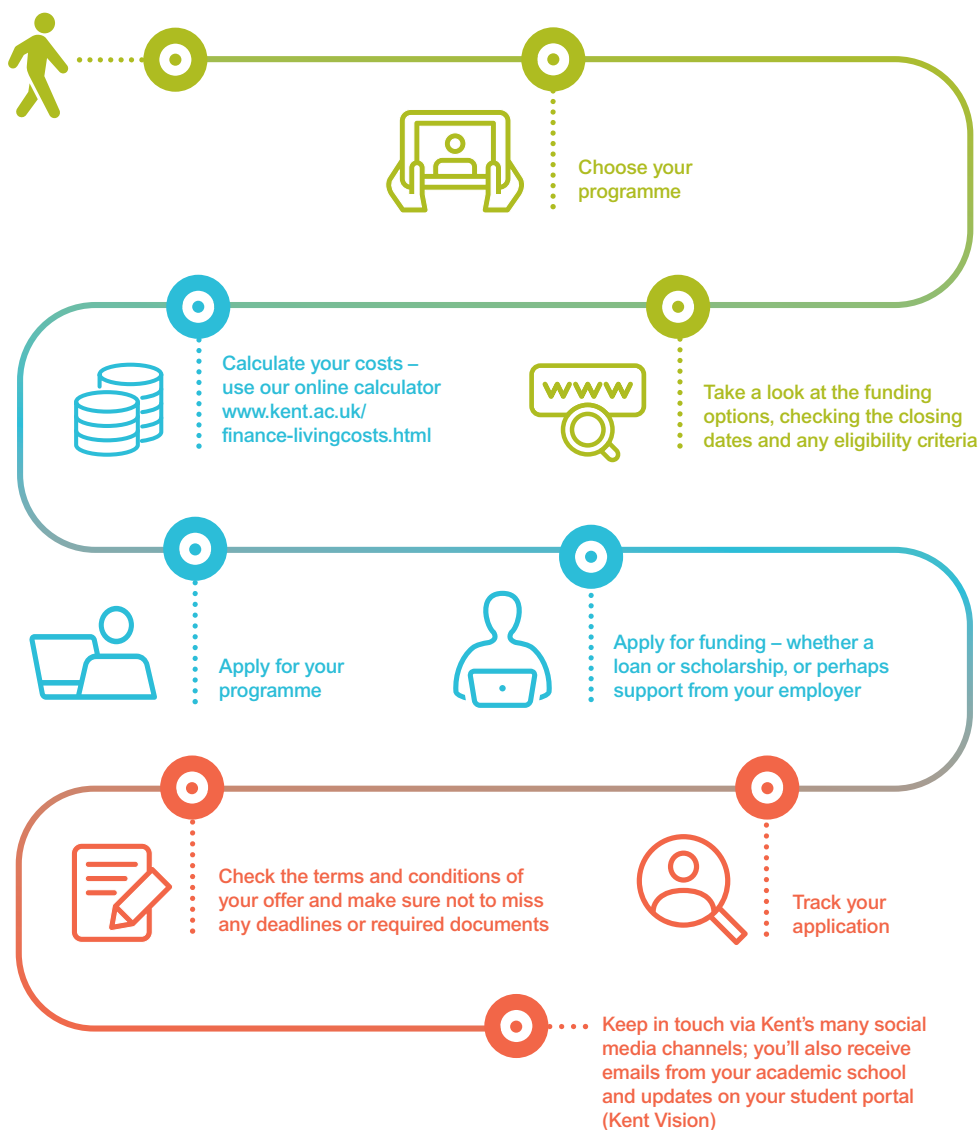 Choose your
programme
Take a look at the funding
options, checking the closing
dates and any eligibility criteria
WWW
Calculate your costs –
use our online calculator
www.kent.ac.uk/
finance-livingcosts.html
Apply for your
programme
Apply for funding – whether a
loan or scholarship, or perhaps
support from your employer
Track your
application
Check the terms and conditions of
your offer and make sure not to miss
any deadlines or required documents
Keep in touch via Kent’s many social
media channels; you’ll also receive
emails from your academic school
and updates on your student portal
(Kent Vision)